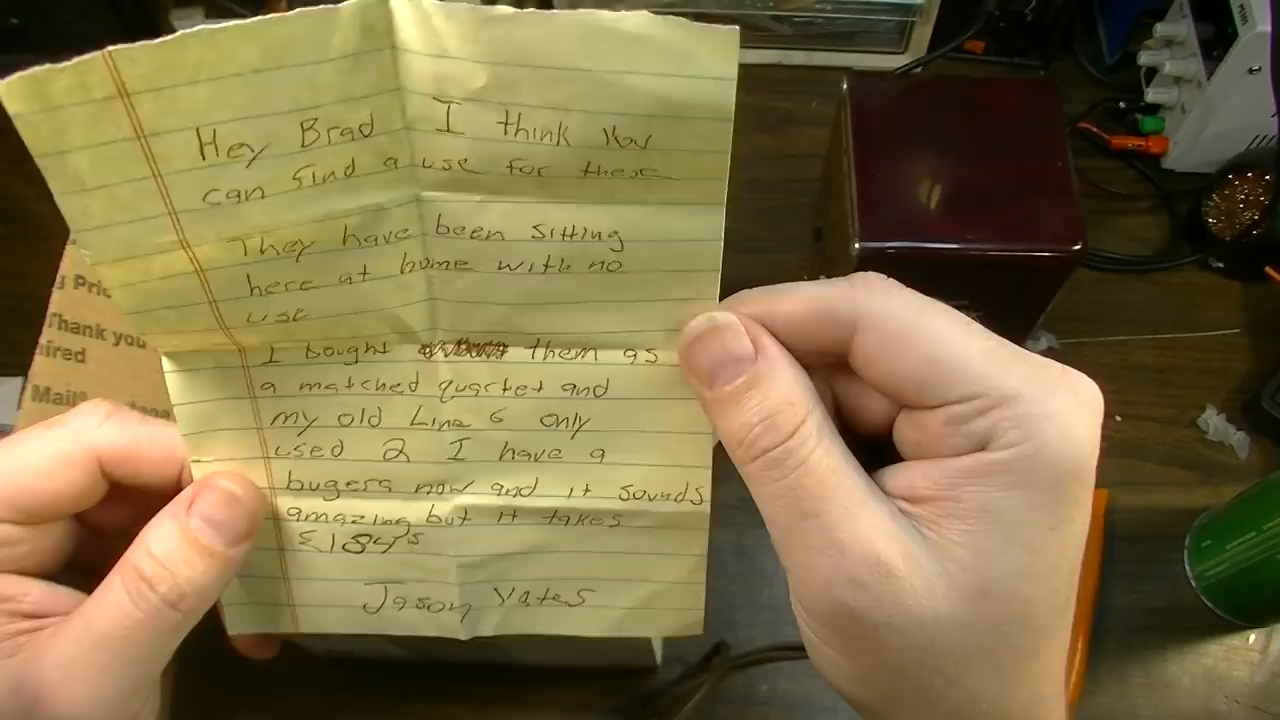 Hey Brad I think you
can find a use for these
They have been sitting
here at home with no
use
I bought them as
a matched quartet and
my old Line 6 only
used 2 I have a
bugera now and it sounds
amazing but it takes
E184's
Jason Yates
Thank you